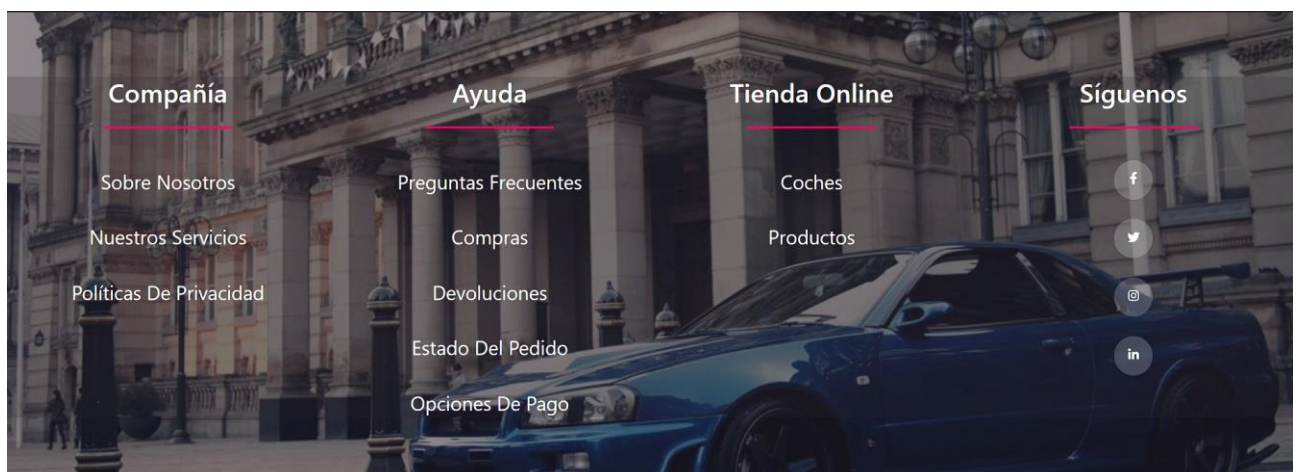 Compañía
Sobre Nosotros
Nuestros Servicios
Políticas De Privacidad
Ayuda
Preguntas Frecuentes
Compras
Devoluciones
Estado Del Pedido
Opciones De Pago
Tienda Online
Coches
Productos
Síguenos